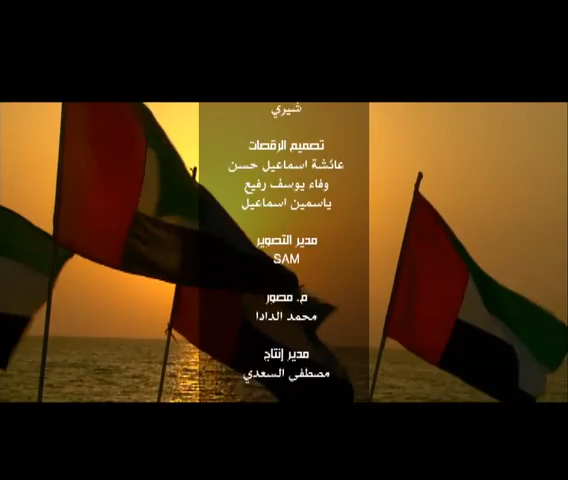 شيري
تصميم الرقصات
عائشة اسماعيل حسن
وفاء يوسف رفيع
ياسمين اسماعيل
مدير التصوير
SAM
م. مصور
محمد الدادا
مدير إنتاج
مصطفي السعدي